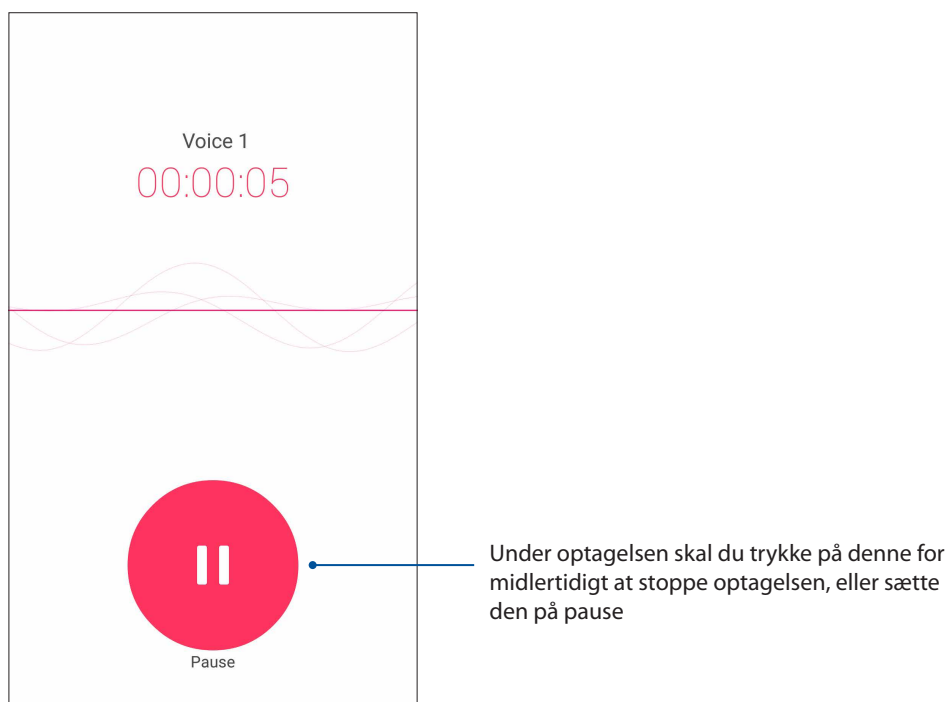 Voice 1
00:00:05
Under optagelsen skal du trykke på denne for
midlertidigt at stoppe optagelsen, eller sætte
den på pause
Pause